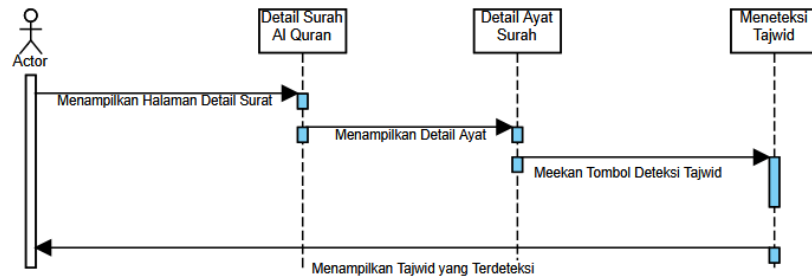 Actor
Detail Surah
Al Quran
Detail Ayat
Surah
Meneteksi
Tajwid
Menampilkan Halaman Detail Surat
Menampilkan Detail Ayat
Meekan Tombol Deteksi Tajwid
Menampilkan Tajwid yang Terdeteksi